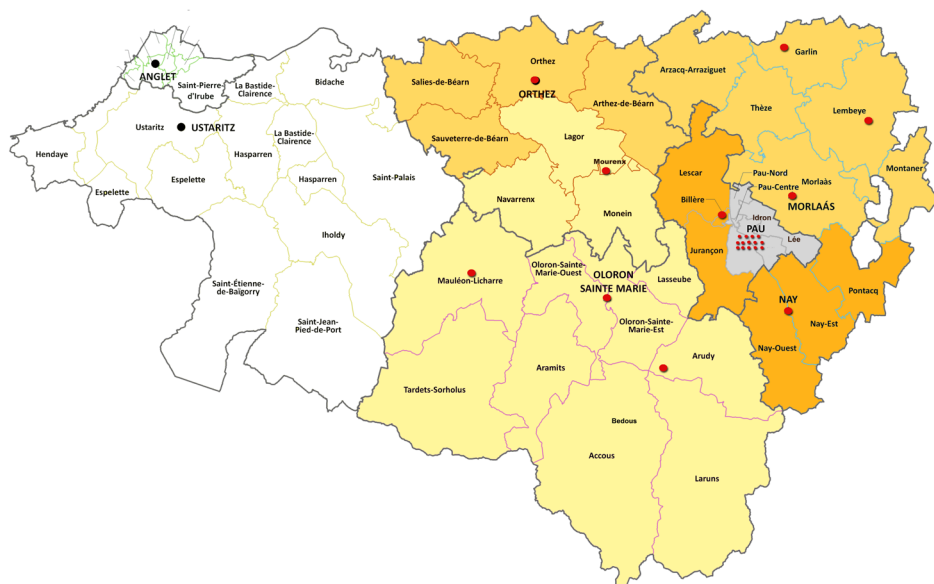 ANGLET
Saint-Pierre-
d'Irube
La Bastide-
Clairence
Bidache
Ustaritz
USTARITZ
La Bastide-
Clairence
Hendaye
Hasparren
Espelette
Espelette
Hasparren
Saint-Palais
Iholdy
Saint-Étienne-
de-Baïgorry
Saint-Jean-
Pied-de-Port
Salies-de-Béarn
Orthez
ORTHEZ
Arthez-de-Béarn
Sauveterre-de-Béarn
Lagor
Mourenx
Navarrenx
Monein
Mauléon-Licharre
Oloron-Sainte-
Marie-Ouest
OLORON
SAINTE MARIE
Lasseube
Oloron-Sainte-
Marie-Est
Arudy
Tardets-Sorholus
Aramits
Bedous
Accous
Laruns
Garlin
Arzacq-Arraziguet
Thèze
Lembeye
Montaner
Lescar
Pau-Nord
Pau-Centre
Morlaàs
MORLAÁS
Billère
Idron
PAU
Lée
Jurançon
Pontacq
NAY
Nay-Est
Nay-Ouest